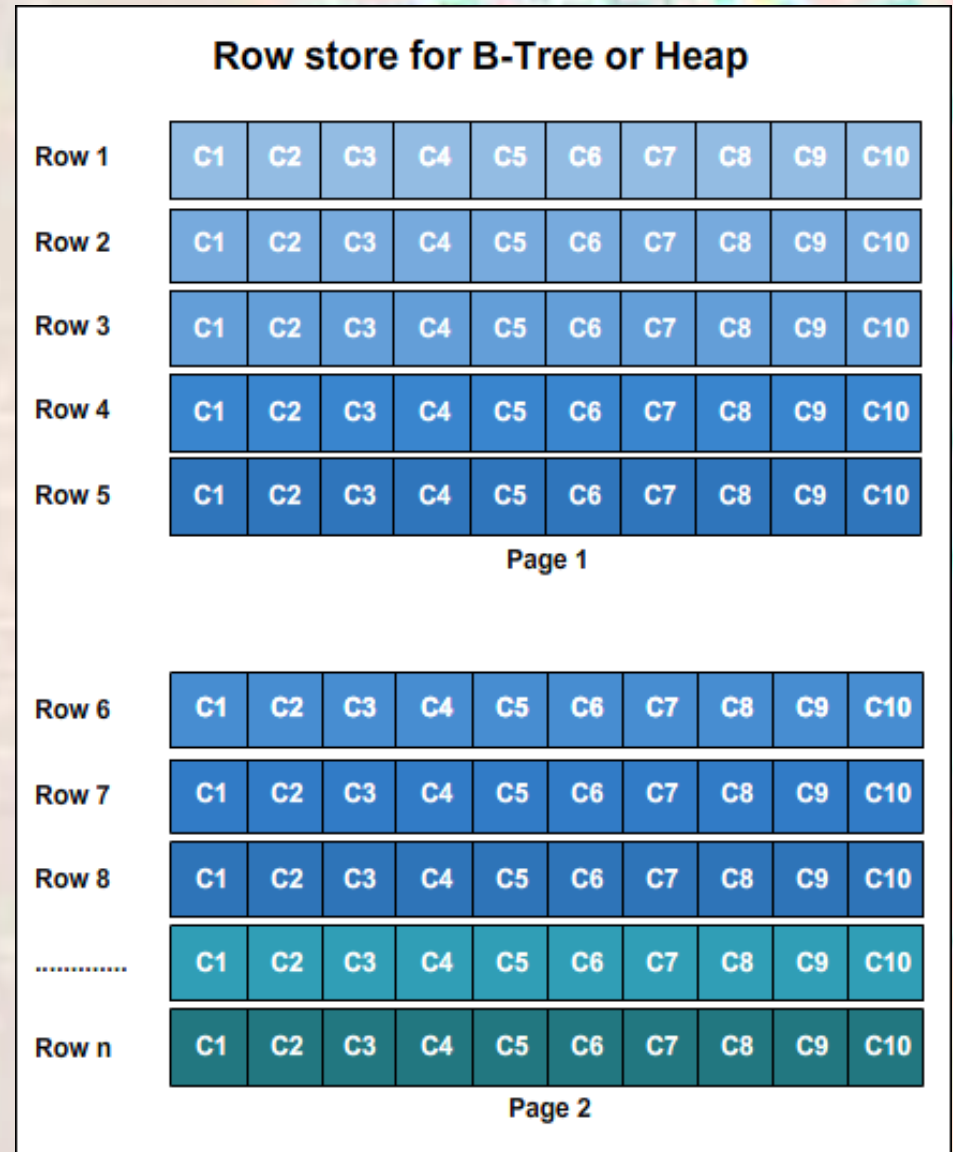 Row store for B-Tree or Heap
Row 1 C1 C2 C3 C4 C5 C6 C7 C8 C9 C10
Row 2 C1 C2 C3 C4 C5 C6 C7 C8 C9 C10
Row 3 C1 C2 C3 C4 C5 C6 C7 C8 C9 C10
Row 4 C1 C2 C3 C4 C5 C6 C7 C8 C9 C10
Row 5 C1 C2 C3 C4 C5 C6 C7 C8 C9 C10
Page 1
Row 6 C1 C2 C3 C4 C5 C6 C7 C8 C9 C10
Row 7 C1 C2 C3 C4 C5 C6 C7 C8 C9 C10
Row 8 C1 C2 C3 C4 C5 C6 C7 C8 C9 C10
............. C1 C2 C3 C4 C5 C6 C7 C8 C9 C10
Row n C1 C2 C3 C4 C5 C6 C7 C8 C9 C10
Page 2